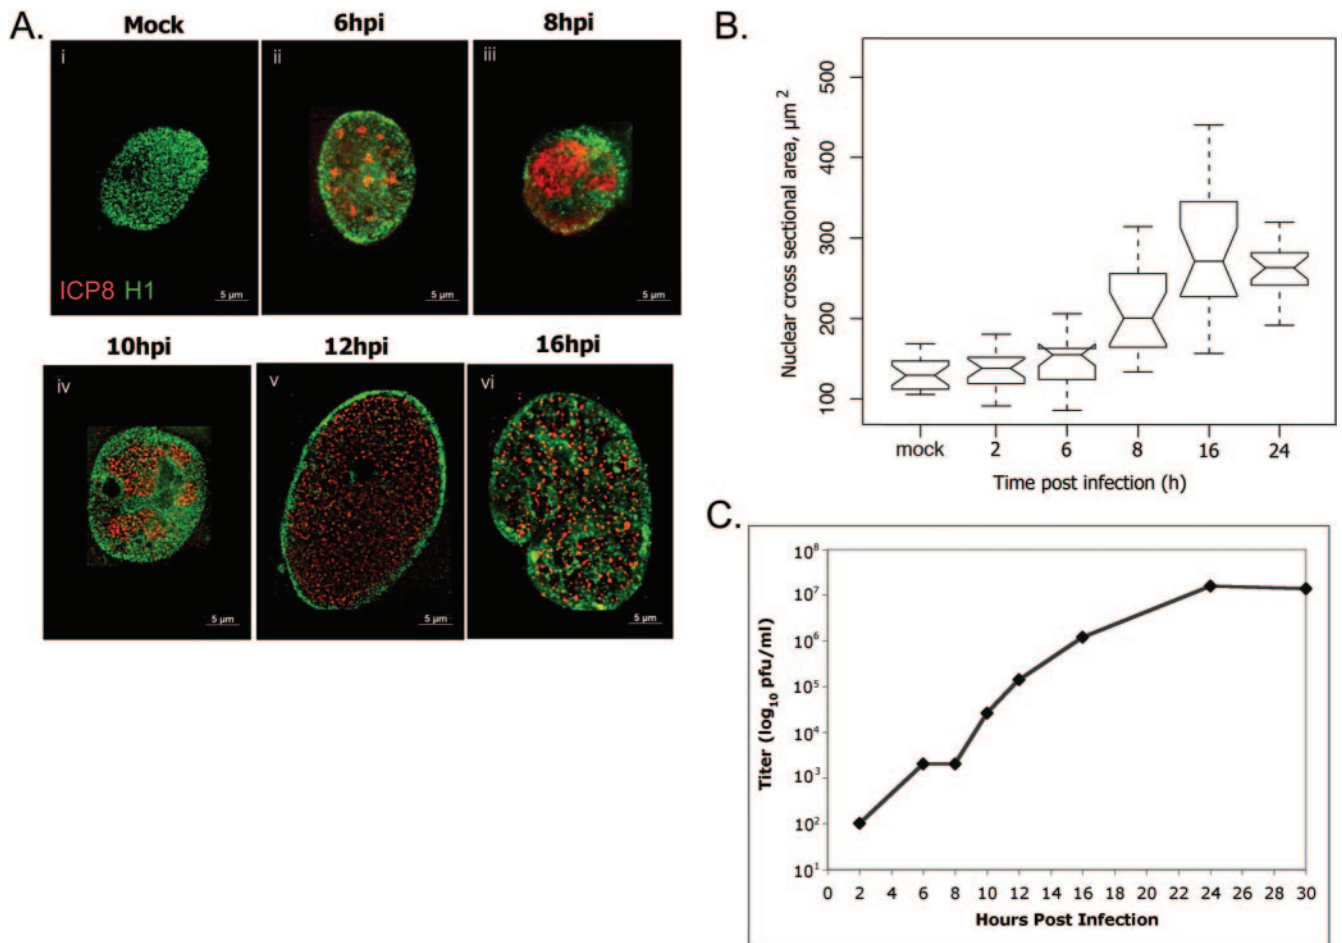 A.
Mock 6hpi 8hpi
i ii iii
ICP8 H1
5 μm 5 μm 5 μm
10hpi 12hpi 16hpi
iv v vi
5 μm 5 μm 5 μm
B.
Nuclear cross sectional area, μm²
500
400
300
200
100
mock 2 6 8 16 24
Time post infection (h)
C.
Titer (log₁₀ pfu/ml)
10⁸
10⁷
10⁶
10⁵
10⁴
10³
10²
10¹
0 2 4 6 8 10 12 14 16 18 20 22 24 26 28 30
Hours Post Infection